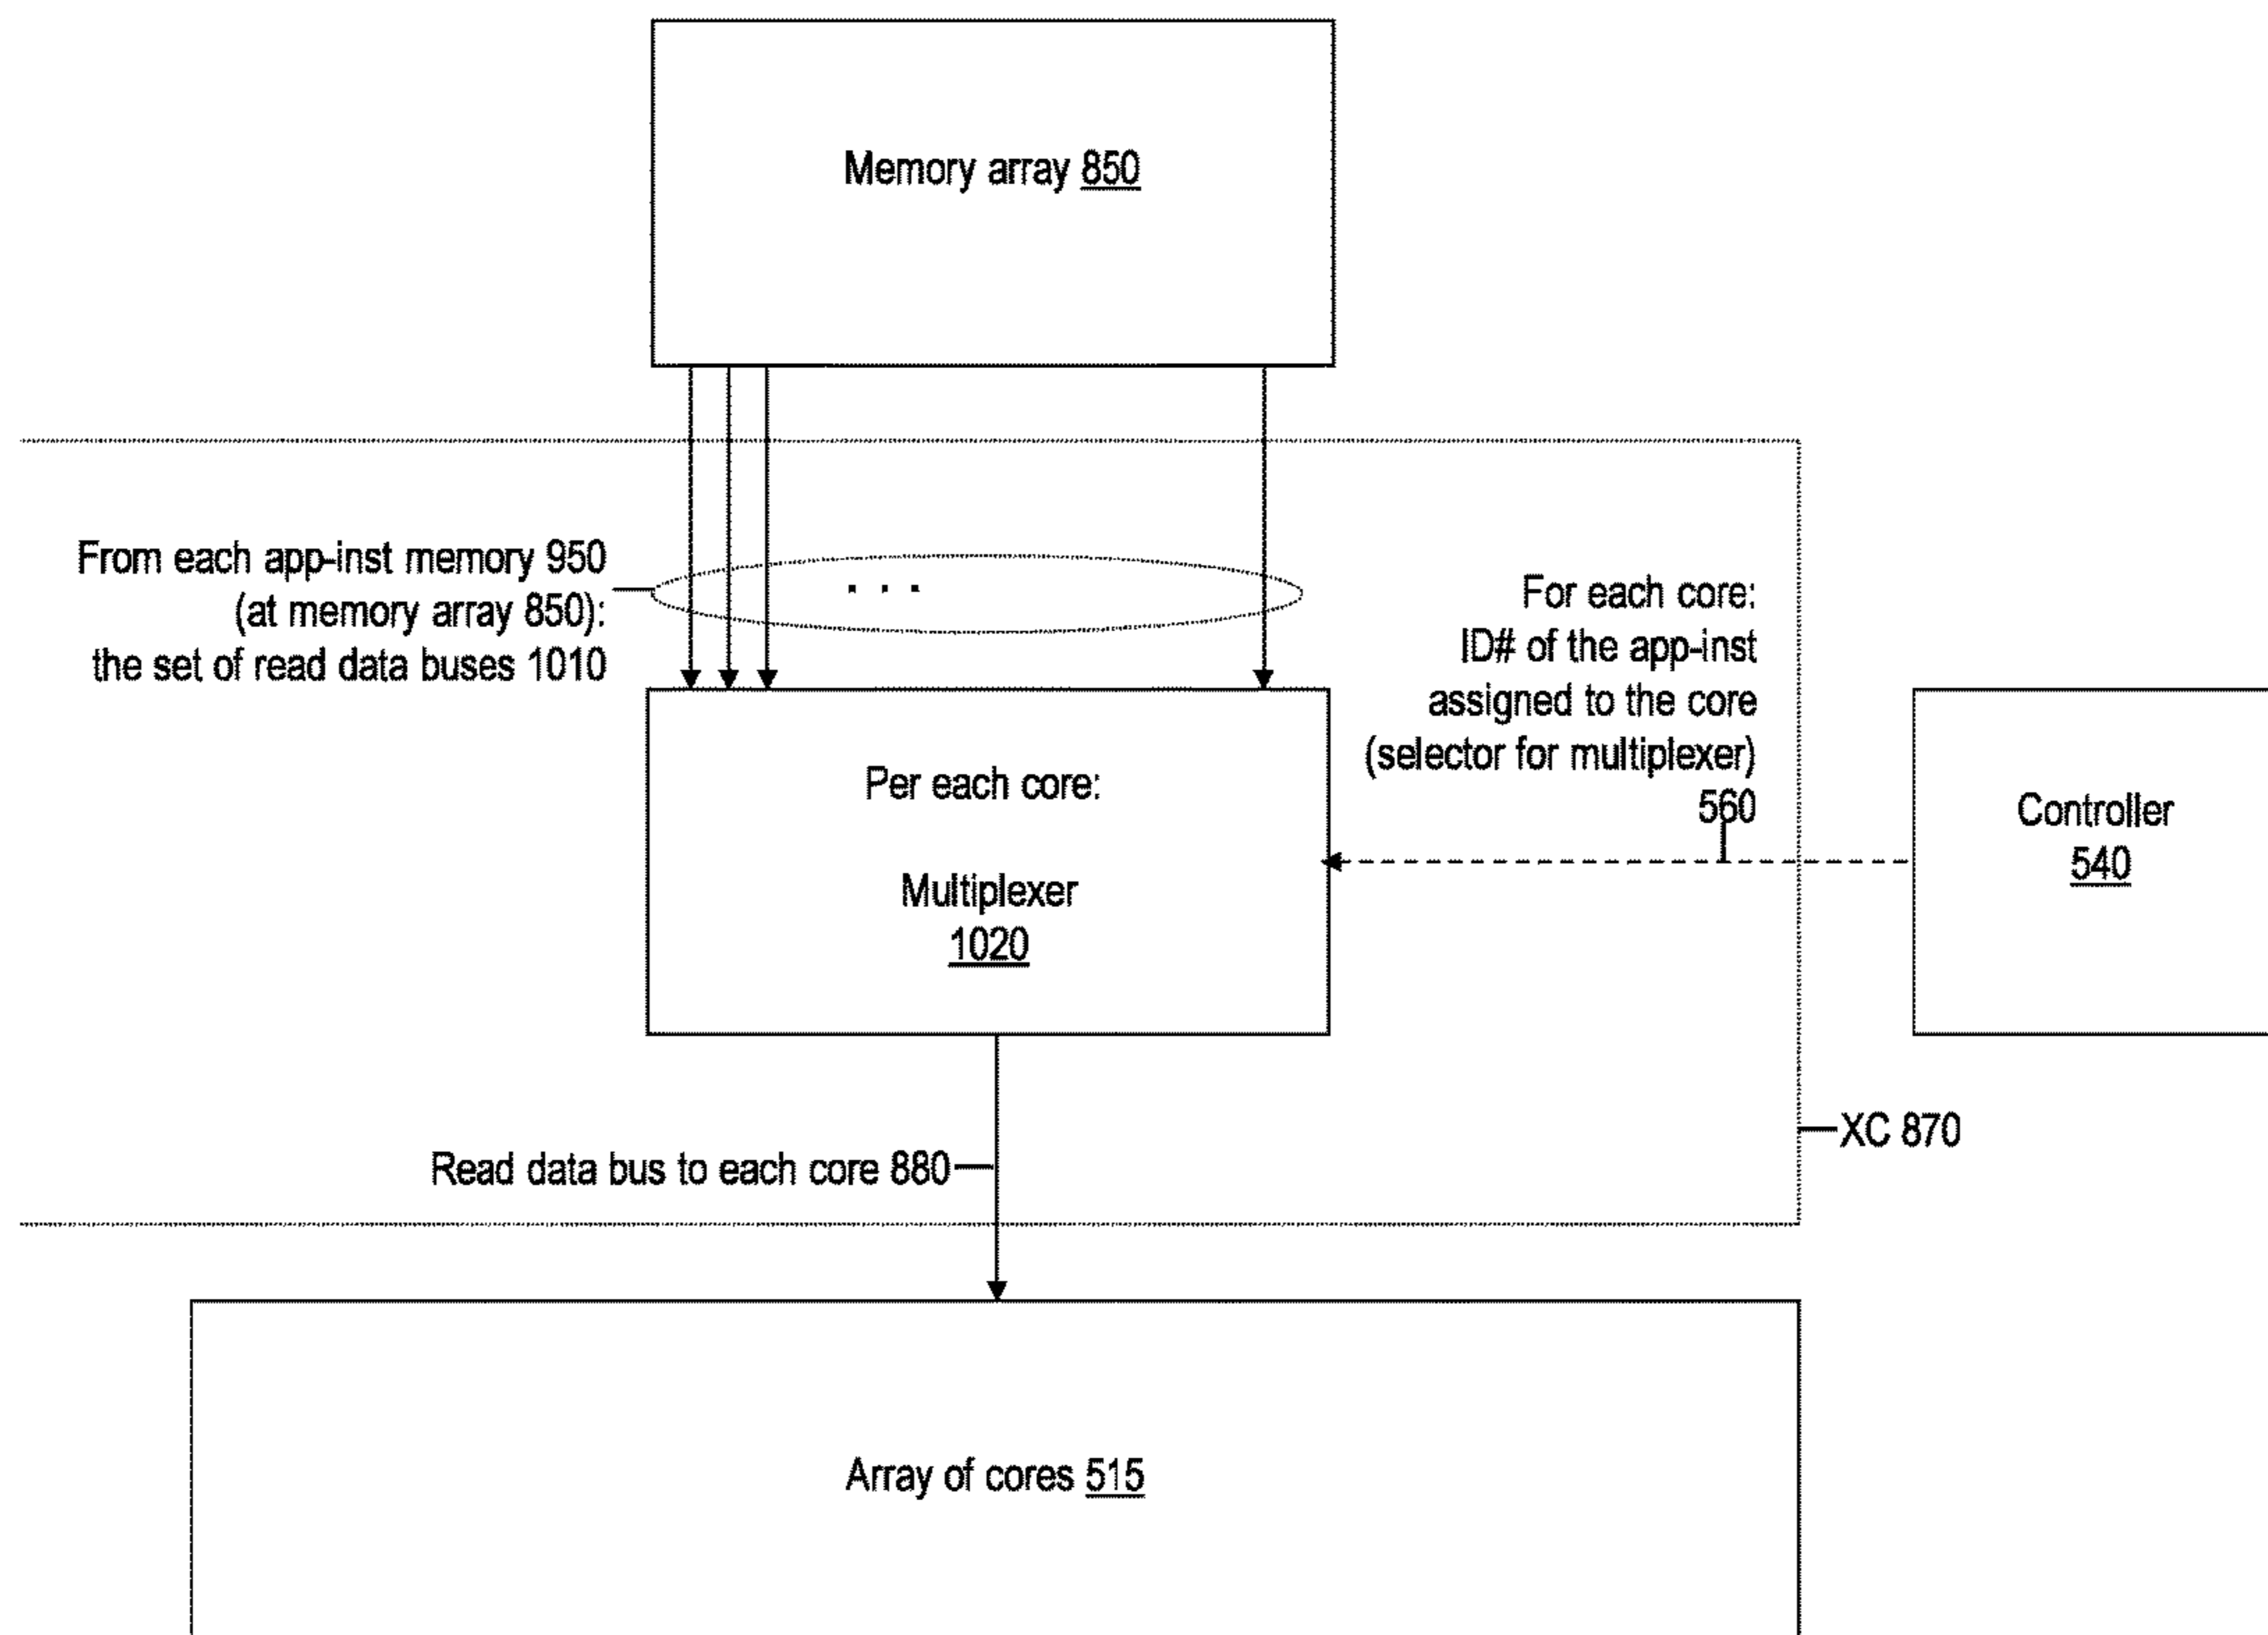 Memory array 850
From each app-inst memory 950
(at memory array 850):
the set of read data buses 1010
. . .
For each core:
ID# of the app-inst
assigned to the core
(selector for multiplexer)
560
Per each core:
Multiplexer
1020
Controller
540
XC 870
Read data bus to each core 880
Array of cores 515